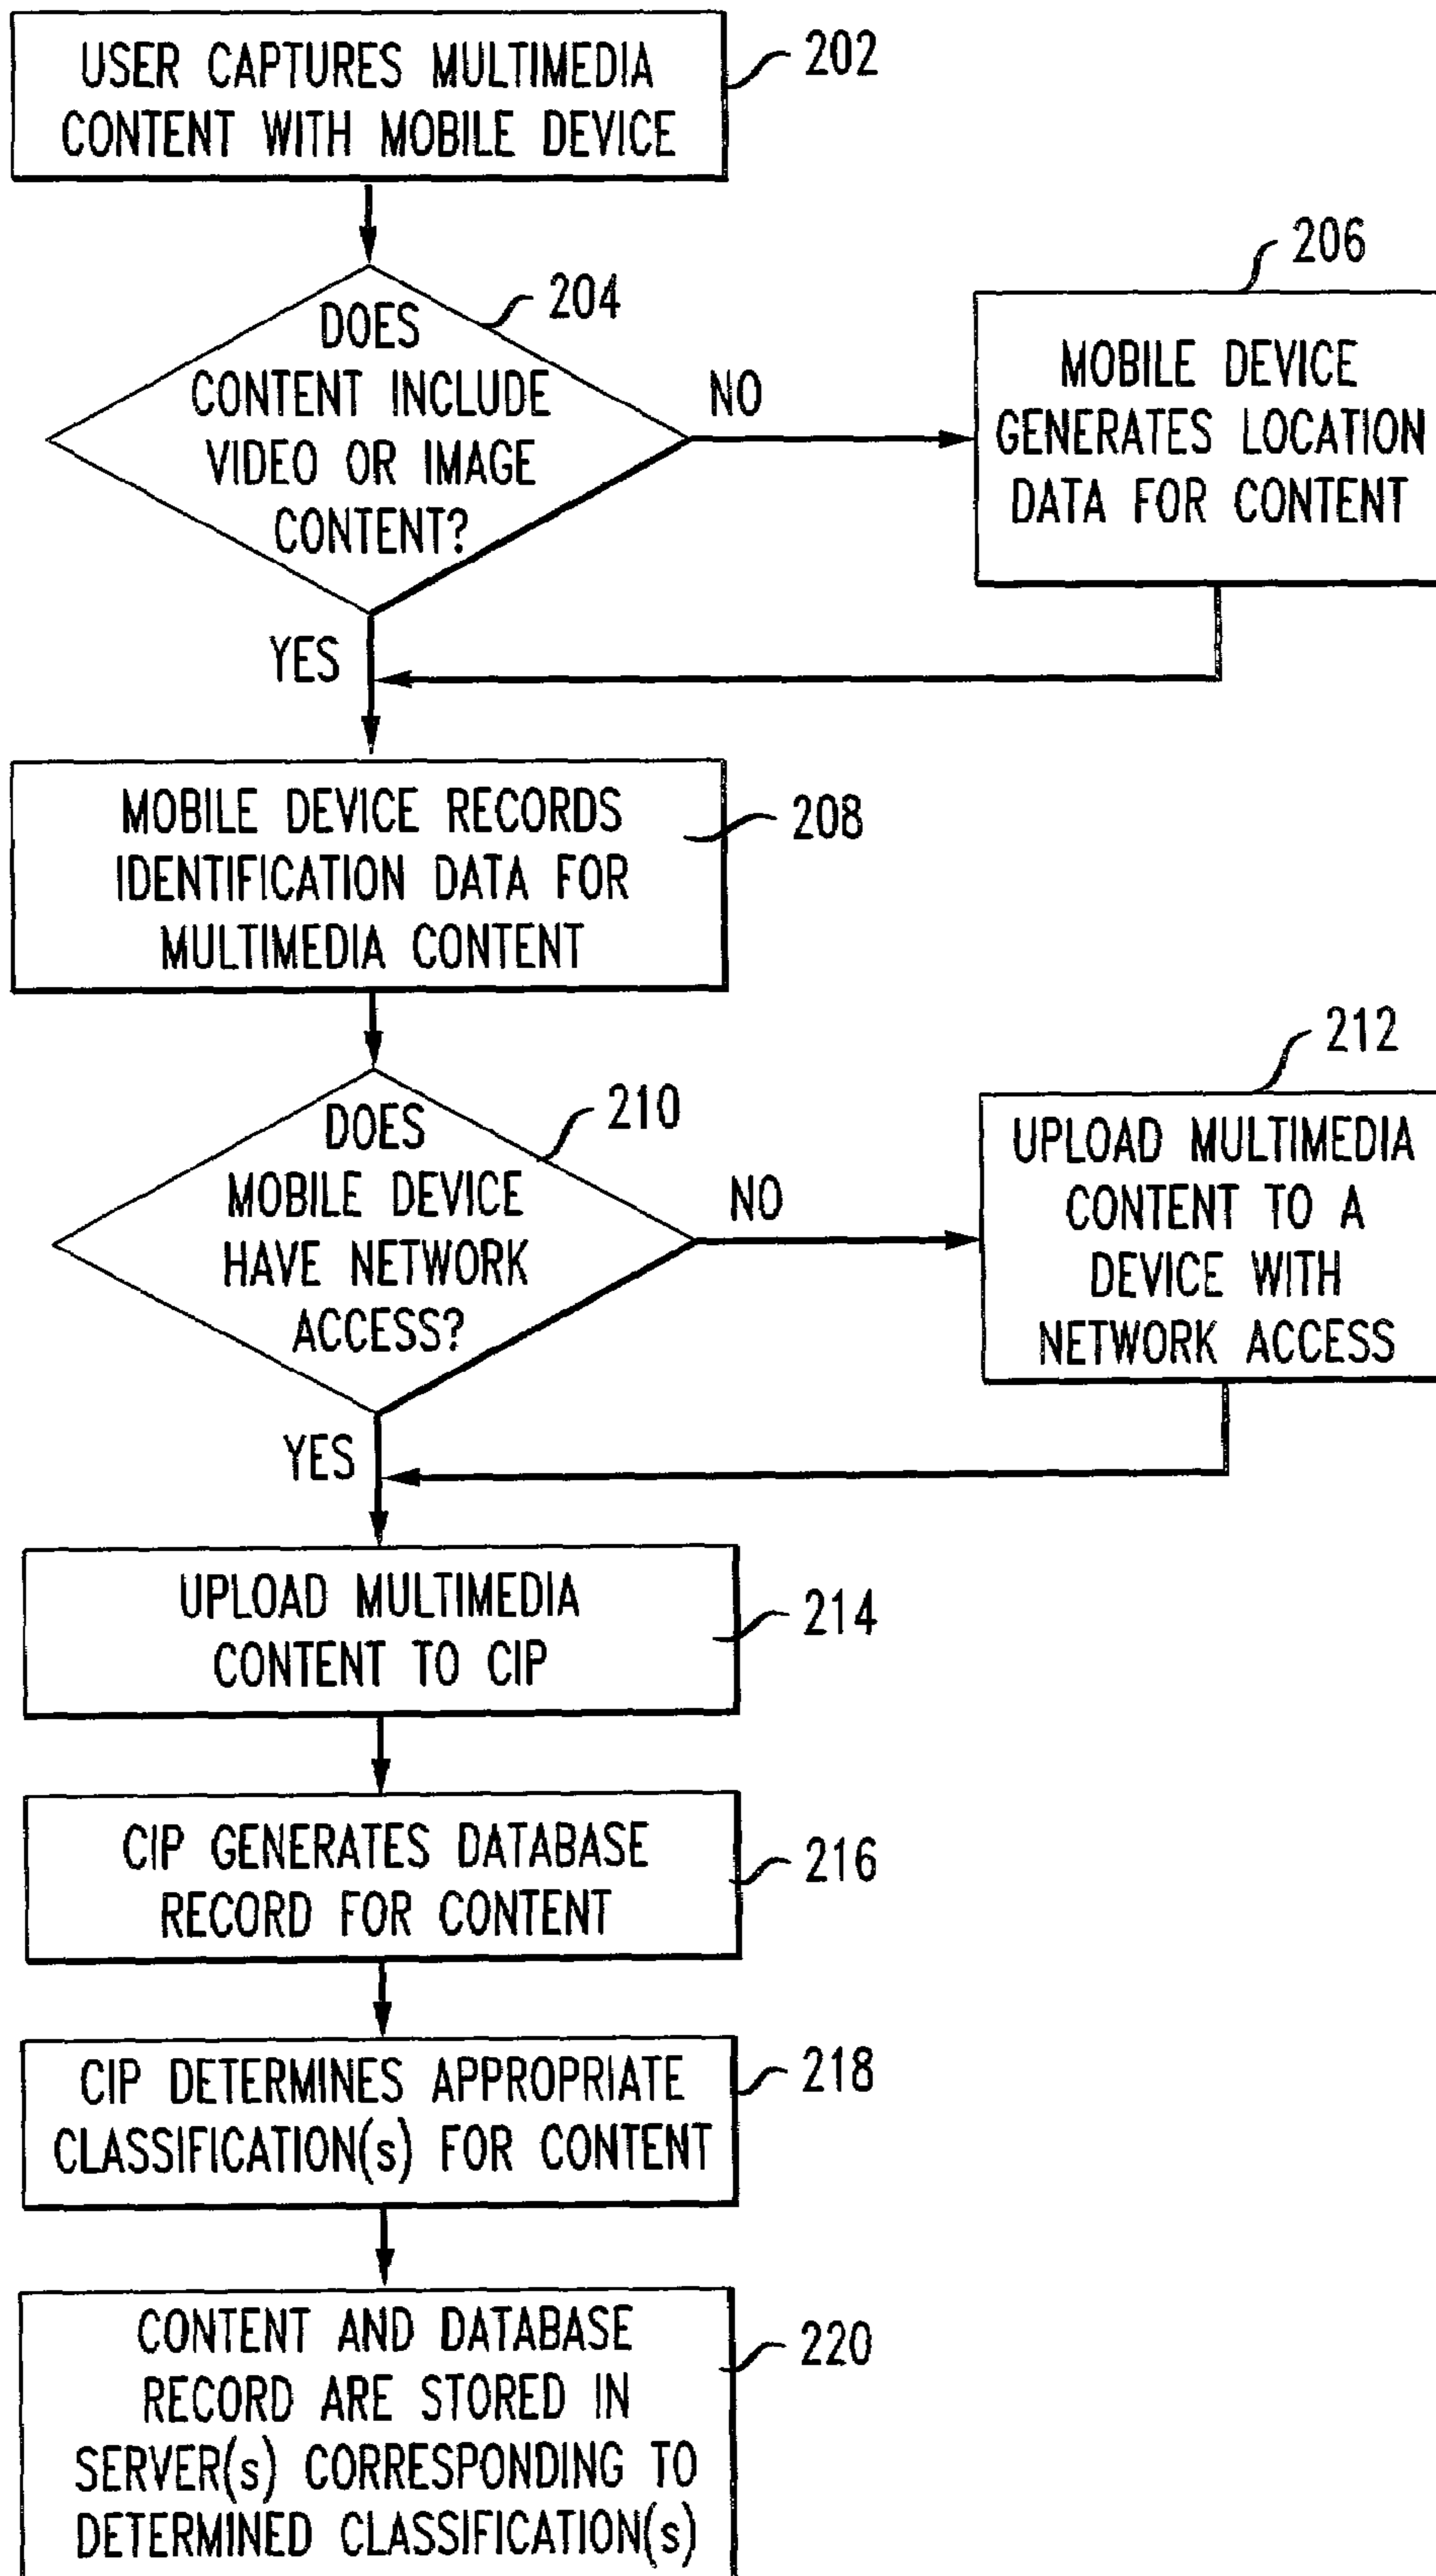 USER CAPTURES MULTIMEDIA
CONTENT WITH MOBILE DEVICE
202
DOES
CONTENT INCLUDE
VIDEO OR IMAGE
CONTENT?
204
NO
206
MOBILE DEVICE
GENERATES LOCATION
DATA FOR CONTENT
YES
MOBILE DEVICE RECORDS
IDENTIFICATION DATA FOR
MULTIMEDIA CONTENT
208
DOES
MOBILE DEVICE
HAVE NETWORK
ACCESS?
210
NO
212
UPLOAD MULTIMEDIA
CONTENT TO A
DEVICE WITH
NETWORK ACCESS
YES
UPLOAD MULTIMEDIA
CONTENT TO CIP
214
CIP GENERATES DATABASE
RECORD FOR CONTENT
216
CIP DETERMINES APPROPRIATE
CLASSIFICATION(s) FOR CONTENT
218
CONTENT AND DATABASE
RECORD ARE STORED IN
SERVER(s) CORRESPONDING TO
DETERMINED CLASSIFICATION(s)
220